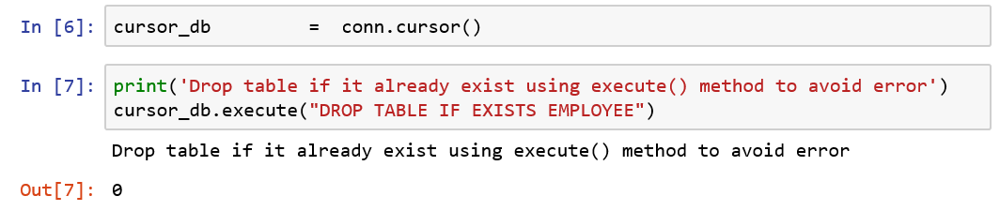 In [6]: cursor_db         =  conn.cursor()
In [7]: print('Drop table if it already exist using execute() method to avoid error')
cursor_db.execute("DROP TABLE IF EXISTS EMPLOYEE")
Drop table if it already exist using execute() method to avoid error
Out[7]: 0